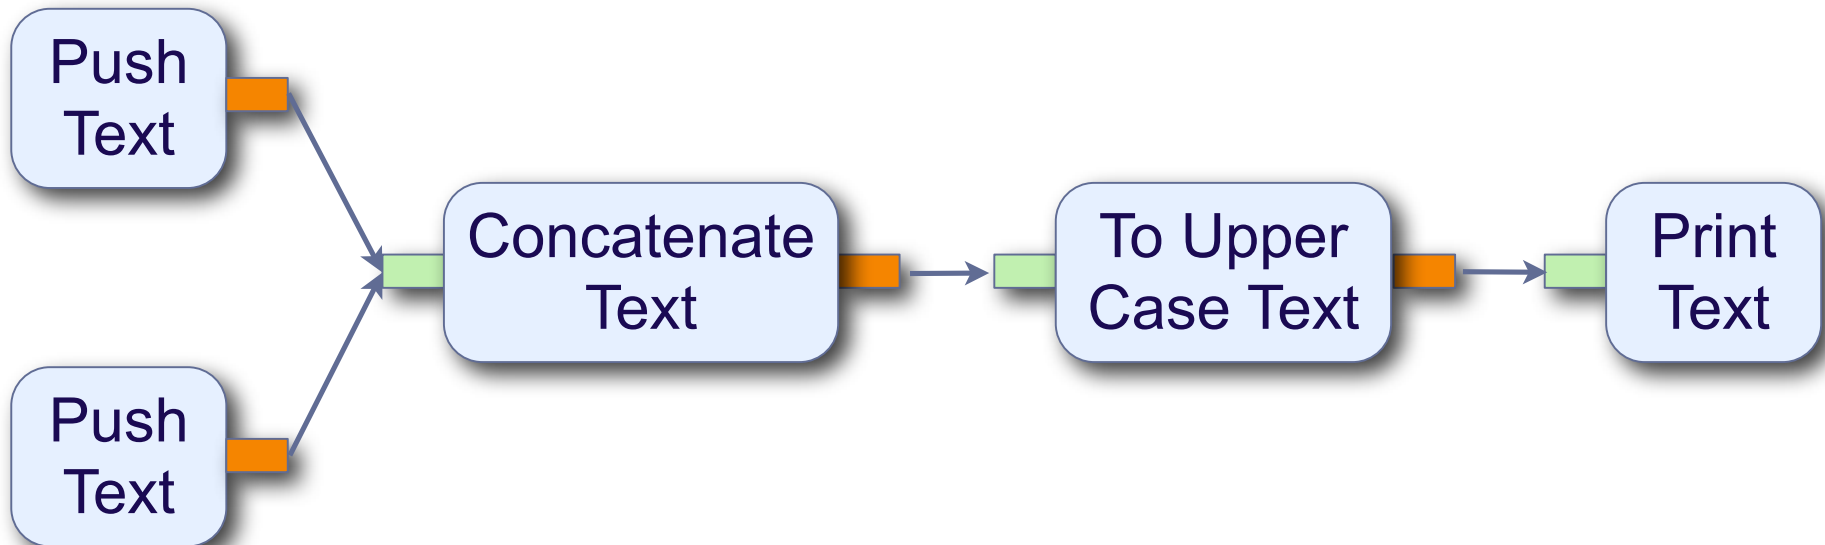 Push
Text
Push
Text
Concatenate
Text
To Upper
Case Text
Print
Text